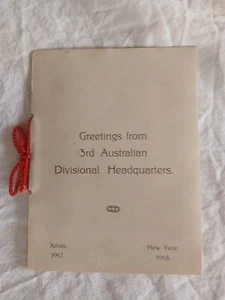 Greetings from
3rd Australian
Divisional Headquarters.
Xmas,
1917.
New Year,
1918.